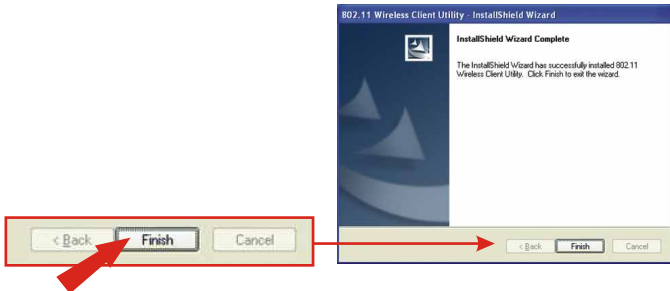 802.11 Wireless Client Utility - InstallShield Wizard
InstallShield Wizard Complete
The InstallShield Wizard has successfully installed 802.11
Wireless Client Utility. Click Finish to exit the wizard.
< Back Finish Cancel
< Back Finish Cancel